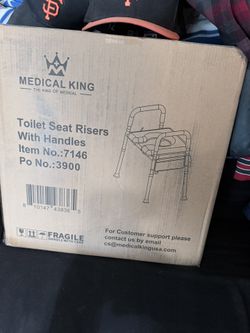 SF
MEDICAL KING
THE KING OF MEDICAL
Toilet Seat Risers
With Handles
Item No.:7146
Po No.:3900
FRAGILE
For Customer support please
contact us by email
cs@medicalkingusa.com